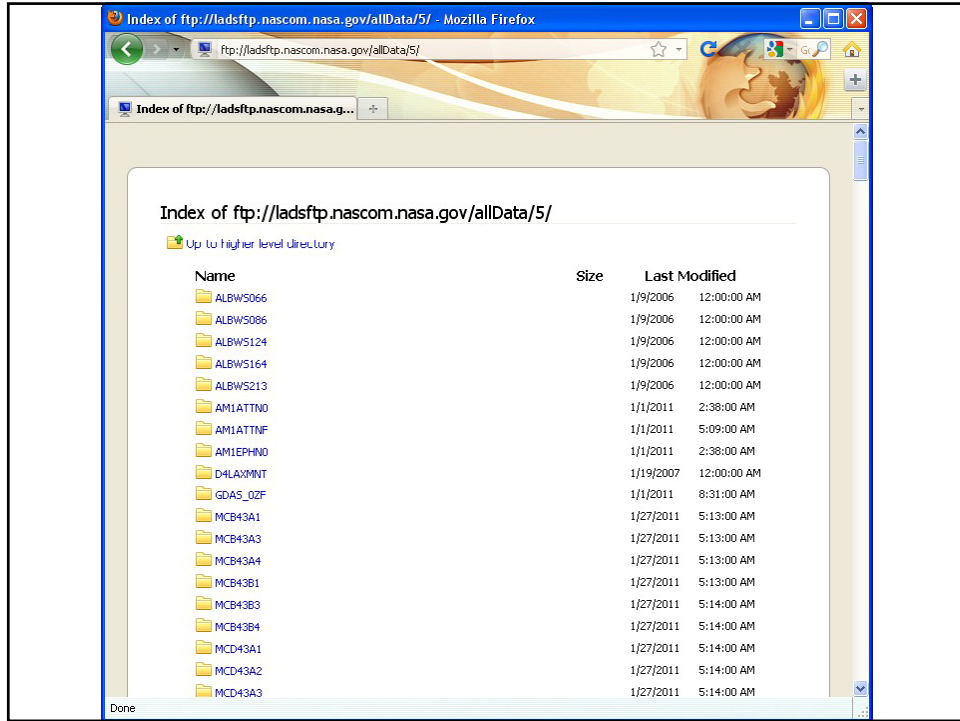 Index of ftp://ladsftp.nascom.nasa.gov/allData/5/ - Mozilla Firefox
ftp://ladsftp.nascom.nasa.gov/allData/5/
Index of ftp://ladsftp.nascom.nasa.g...
Index of ftp://ladsftp.nascom.nasa.gov/allData/5/
Up to higher level directory
Name Size Last Modified
ALBWS066 1/9/2006 12:00:00 AM
ALBWS086 1/9/2006 12:00:00 AM
ALBWS124 1/9/2006 12:00:00 AM
ALBWS164 1/9/2006 12:00:00 AM
ALBWS213 1/9/2006 12:00:00 AM
AM1ATTN0 1/1/2011 2:38:00 AM
AM1ATTNF 1/1/2011 5:09:00 AM
AM1EPHN0 1/1/2011 2:38:00 AM
D4LAXMNT 1/19/2007 12:00:00 AM
GDAS_0ZF 1/1/2011 8:31:00 AM
MCB43A1 1/27/2011 5:13:00 AM
MCB43A3 1/27/2011 5:13:00 AM
MCB43A4 1/27/2011 5:13:00 AM
MCB43B1 1/27/2011 5:13:00 AM
MCB43B3 1/27/2011 5:14:00 AM
MCB43B4 1/27/2011 5:14:00 AM
MCD43A1 1/27/2011 5:14:00 AM
MCD43A2 1/27/2011 5:14:00 AM
MCD43A3 1/27/2011 5:14:00 AM
Done